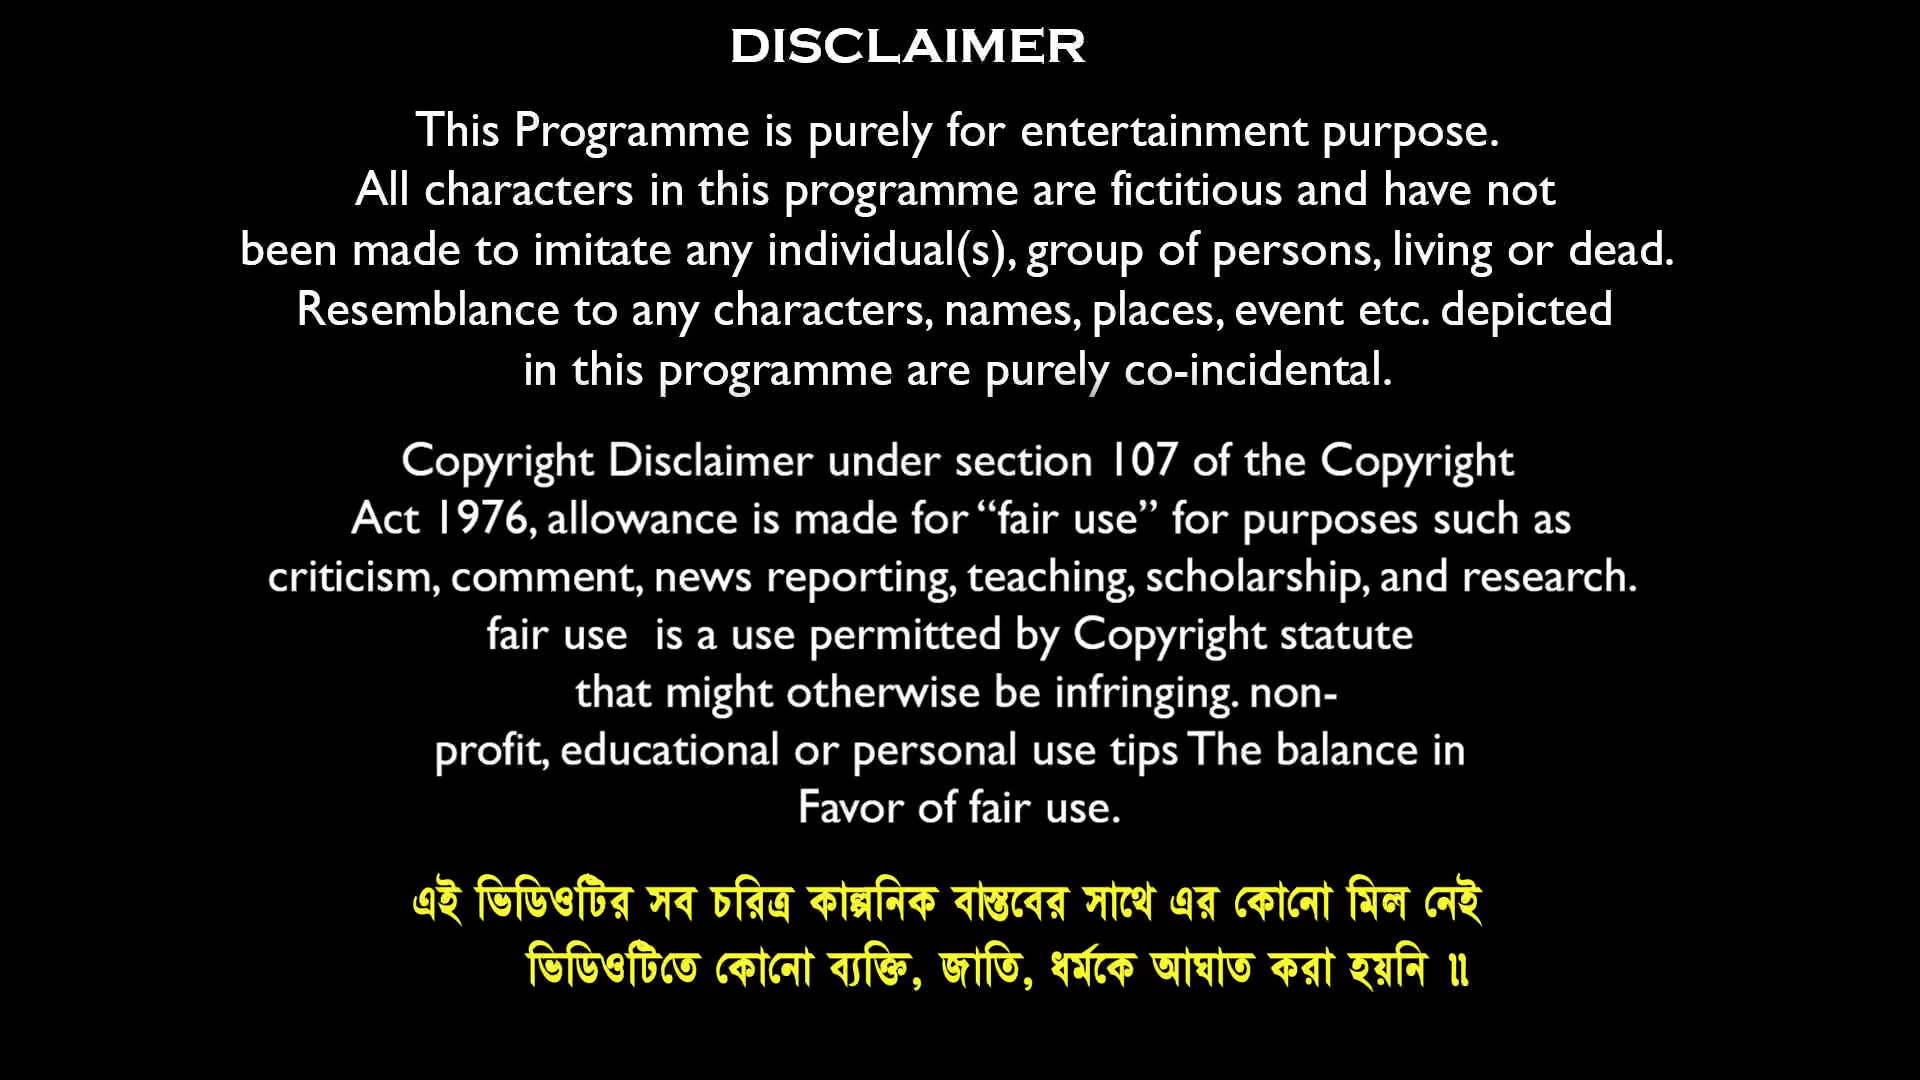 DISCLAIMER
This Programme is purely for entertainment purpose.
All characters in this programme are fictitious and have not
been made to imitate any individual(s), group of persons, living or dead.
Resemblance to any characters, names, places, event etc. depicted
in this programme are purely co-incidental.
Copyright Disclaimer under section 107 of the Copyright
Act 1976, allowance is made for “fair use” for purposes such as
criticism, comment, news reporting, teaching, scholarship, and research.
fair use  is a use permitted by Copyright statute
that might otherwise be infringing. non-
profit, educational or personal use tips The balance in
Favor of fair use.
এই ভিডিওটির সব চরিত্র কাল্পনিক বাস্তবের সাথে এর কোনো মিল নেই
ভিডিওটিতে কোনো ব্যক্তি, জাতি, ধর্মকে আঘাত করা হয়নি ॥